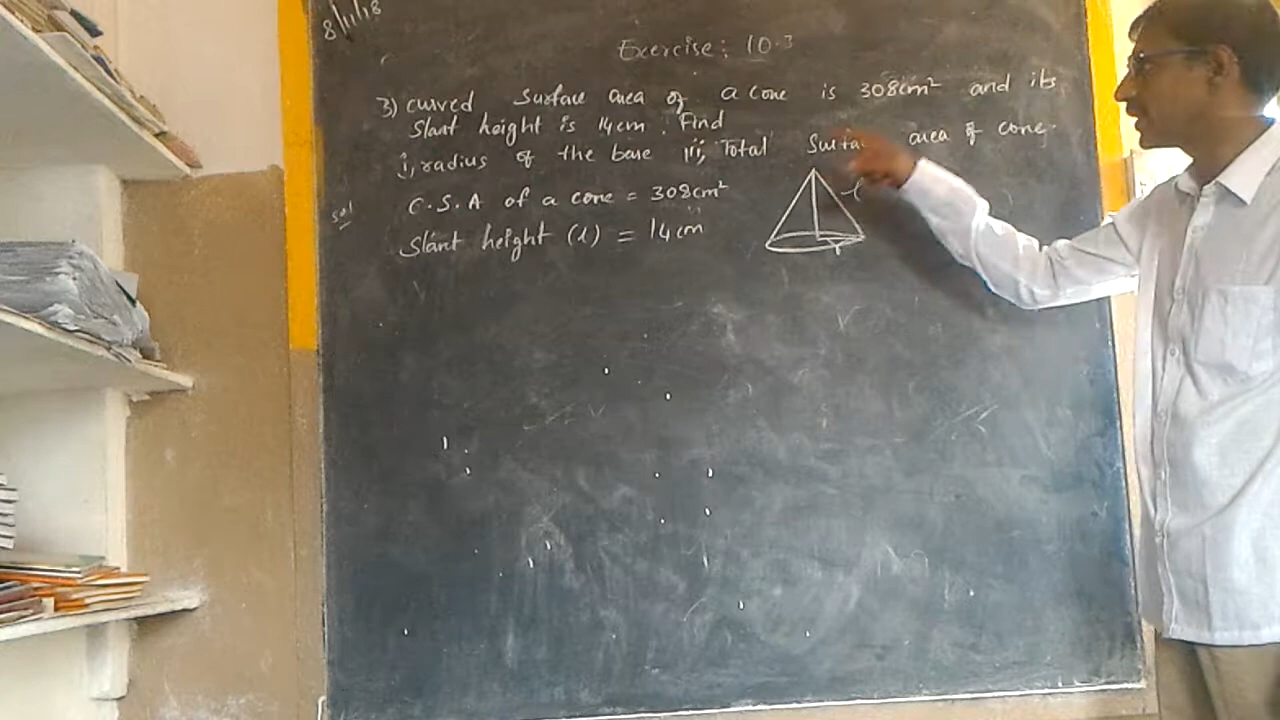 8/11/18
Exercise: 10.3
3) curved Surface area of a cone is 308cm² and its
Slant height is 14cm. Find
i, radius of the base ii, Total Surfa area of cone.
Sol
C.S.A of a cone = 308cm²
Slant height (l) = 14cm
l
r